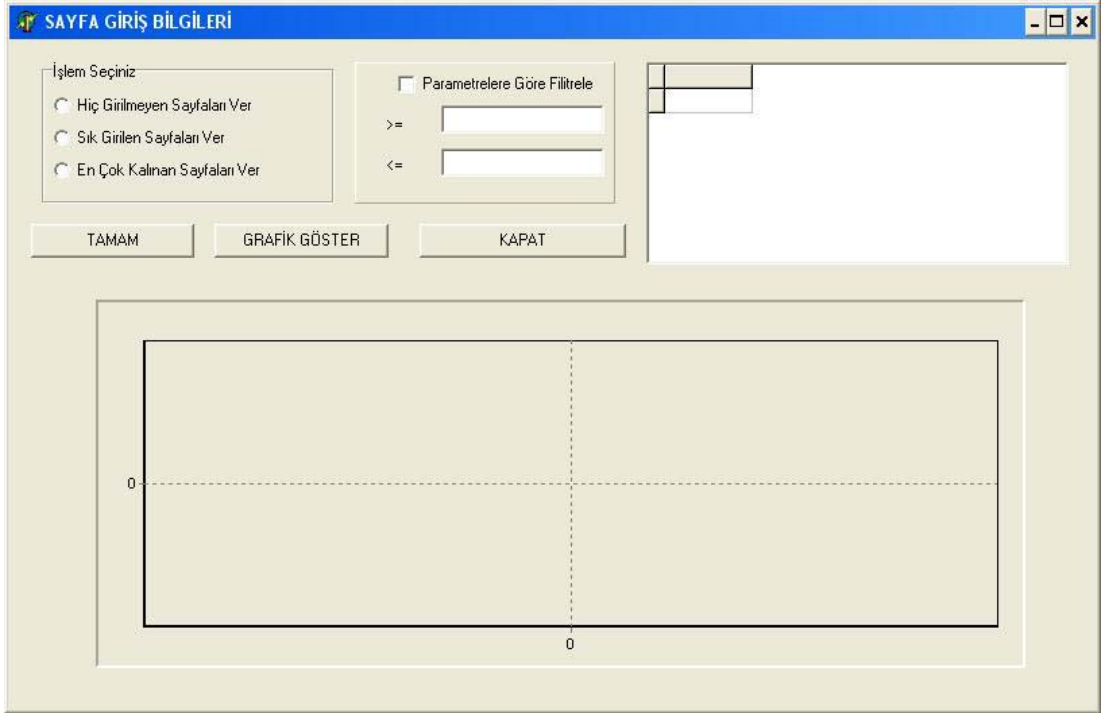 SAYFA GİRİŞ BİLGİLERİ
İşlem Seçiniz
Hiç Girilmeyen Sayfaları Ver
Sık Girilen Sayfaları Ver
En Çok Kalınan Sayfaları Ver
Parametrelere Göre Filitrele
>=
<=
TAMAM
GRAFİK GÖSTER
KAPAT
0
0